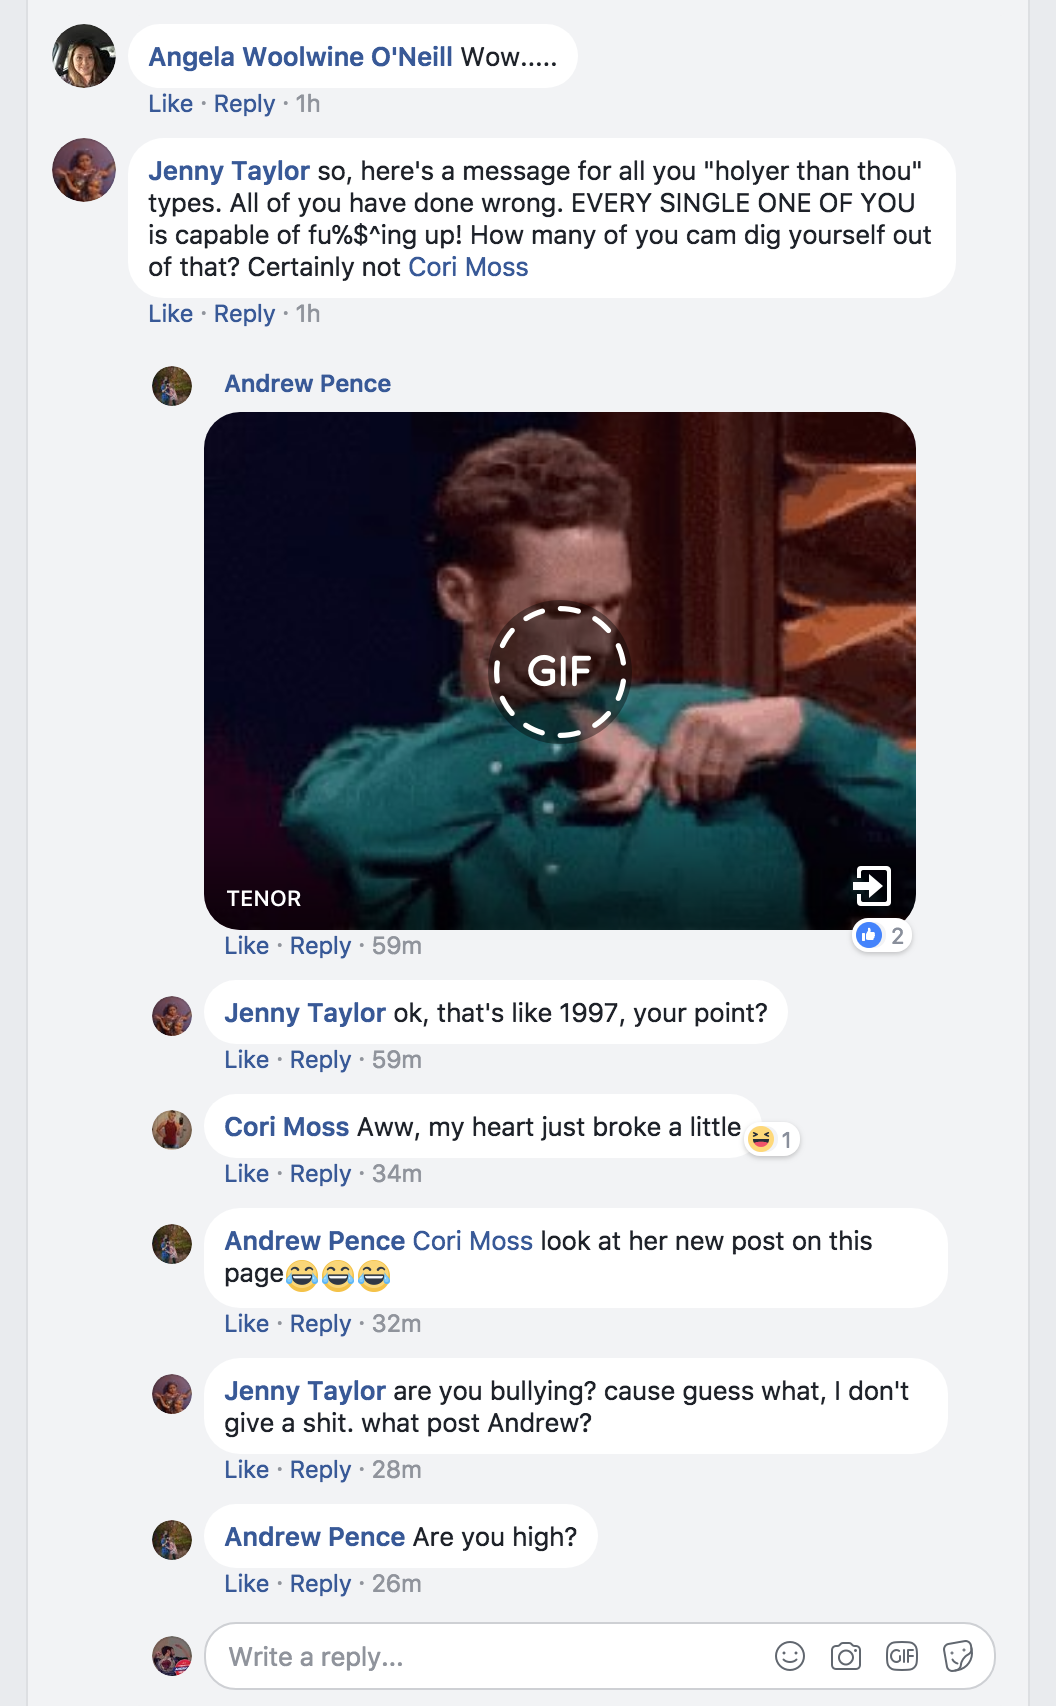 Angela Woolwine O'Neill Wow.....
Like · Reply · 1h
Jenny Taylor so, here's a message for all you "holyer than thou"
types. All of you have done wrong. EVERY SINGLE ONE OF YOU
is capable of fu%$^ing up! How many of you cam dig yourself out
of that? Certainly not Cori Moss
Like · Reply · 1h
Andrew Pence
GIF
TENOR
Like · Reply · 59m
2
Jenny Taylor ok, that's like 1997, your point?
Like · Reply · 59m
Cori Moss Aww, my heart just broke a little
1
Like · Reply · 34m
Andrew Pence Cori Moss look at her new post on this
page😂😂😂
Like · Reply · 32m
Jenny Taylor are you bullying? cause guess what, I don't
give a shit. what post Andrew?
Like · Reply · 28m
Andrew Pence Are you high?
Like · Reply · 26m
Write a reply...
GIF